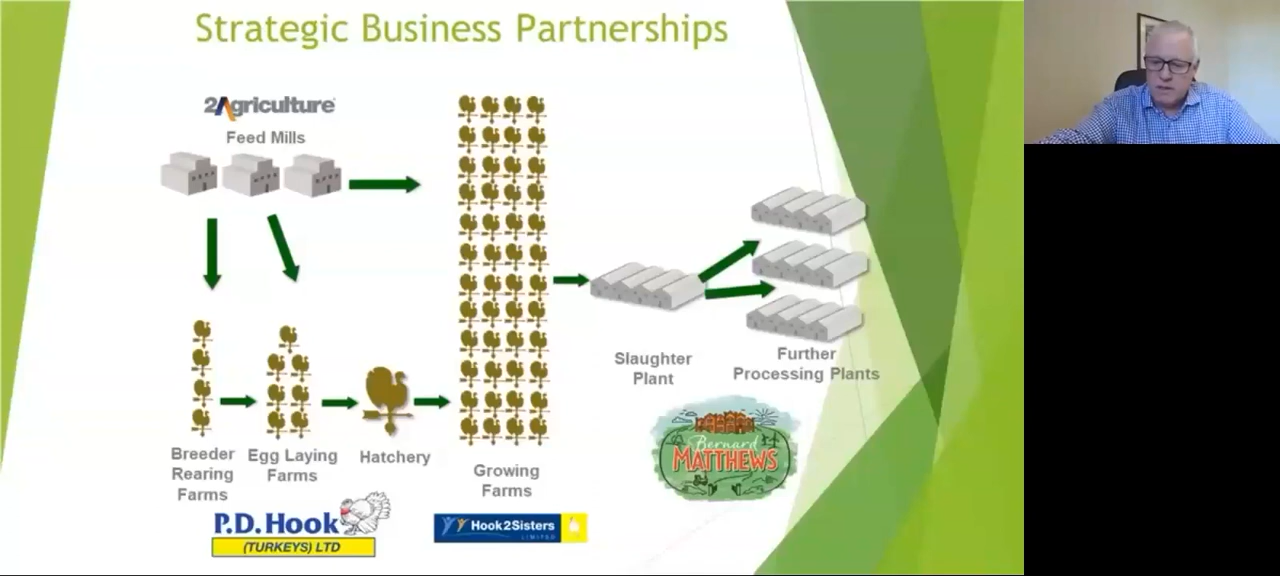 Strategic Business Partnerships
2Agriculture
Feed Mills
Breeder
Rearing
Farms
Egg Laying
Farms
Hatchery
Growing
Farms
Slaughter
Plant
Further
Processing Plants
P.D.Hook
(TURKEYS) LTD
Hook2Sisters
LIMITED
Bernard
MATTHEWS